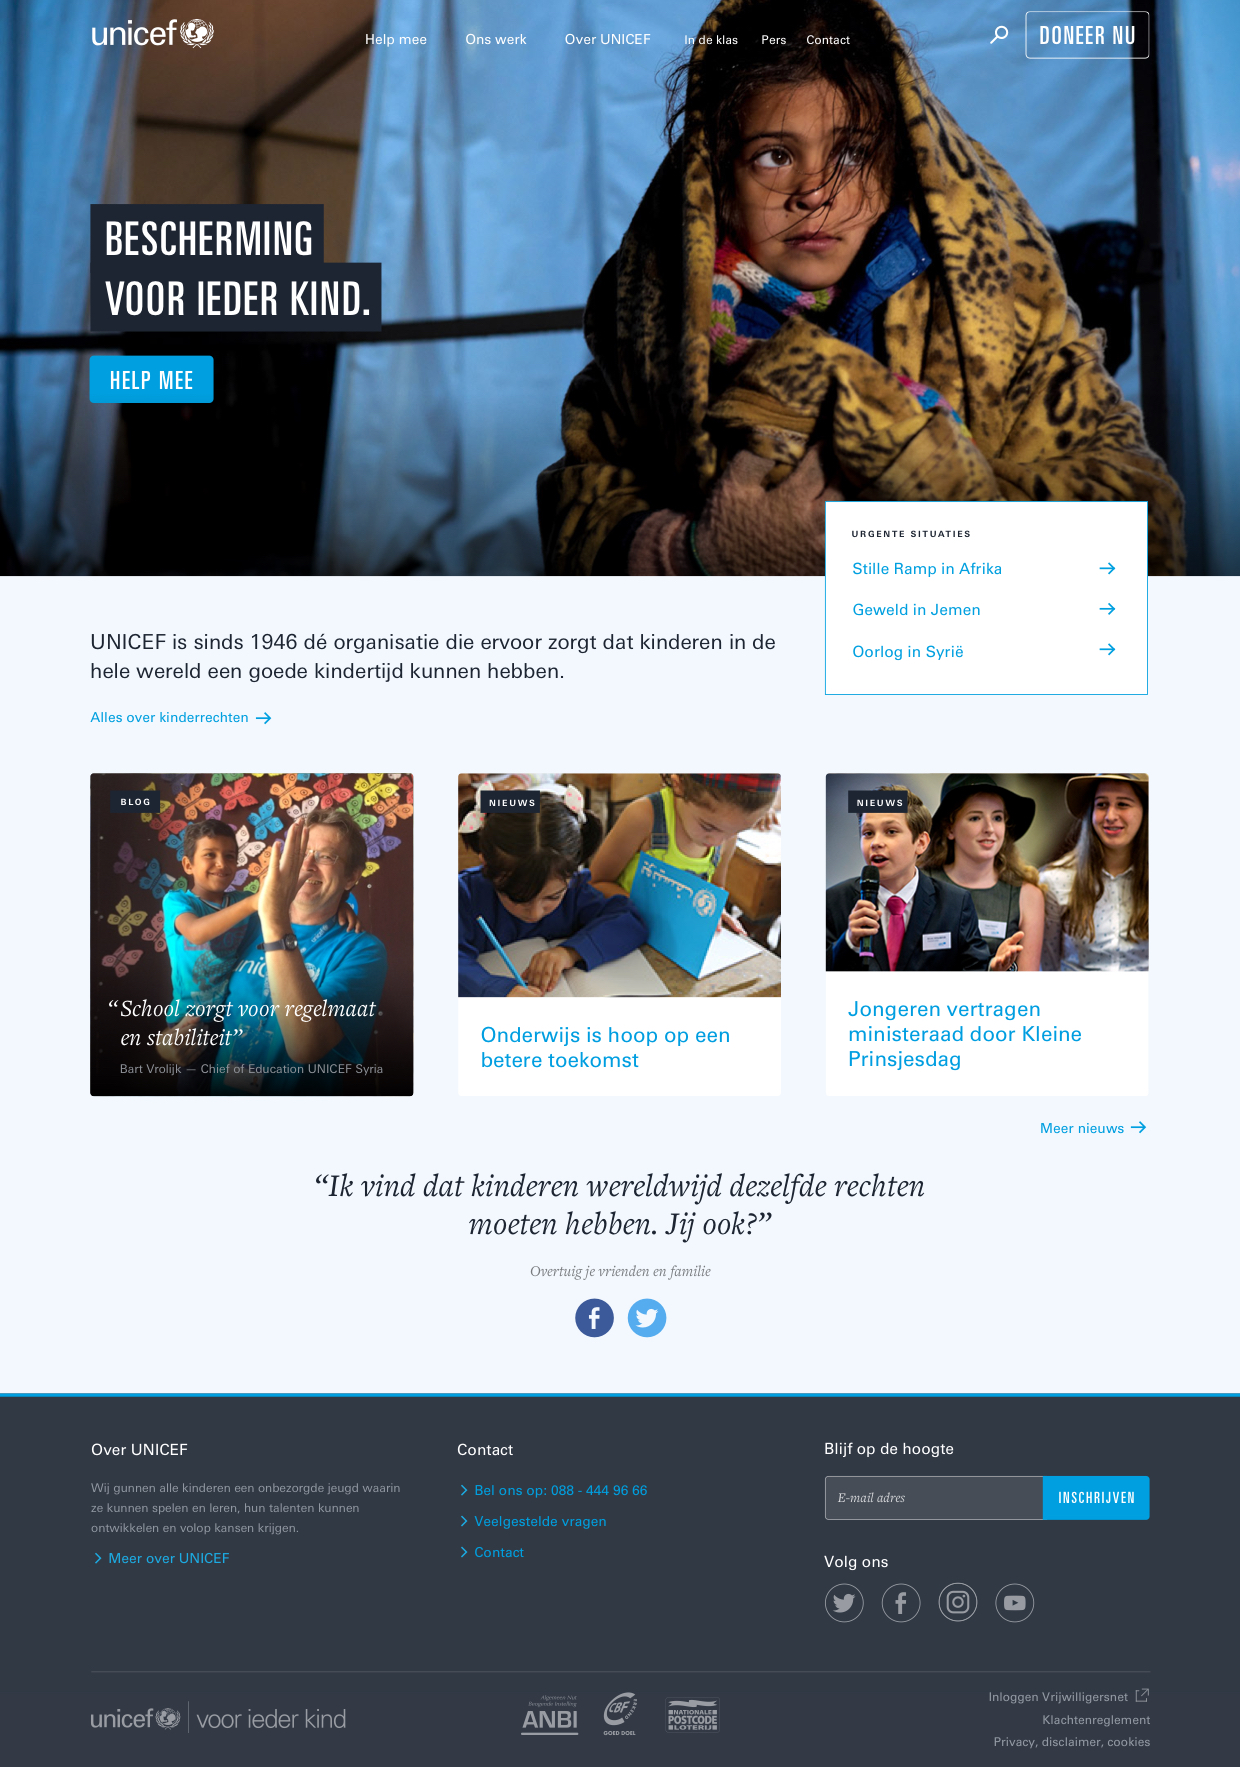 unicef
Help mee Ons werk Over UNICEF In de klas Pers Contact
DONEER NU
BESCHERMING
VOOR IEDER KIND.
HELP MEE
URGENTE SITUATIES
Stille Ramp in Afrika
Geweld in Jemen
Oorlog in Syrië
UNICEF is sinds 1946 dé organisatie die ervoor zorgt dat kinderen in de
hele wereld een goede kindertijd kunnen hebben.
Alles over kinderrechten
BLOG
“School zorgt voor regelmaat
en stabiliteit”
Bart Vrolijk — Chief of Education UNICEF Syria
NIEUWS
Onderwijs is hoop op een
betere toekomst
NIEUWS
Jongeren vertragen
ministeraad door Kleine
Prinsjesdag
Meer nieuws
“Ik vind dat kinderen wereldwijd dezelfde rechten
moeten hebben. Jij ook?”
Overtuig je vrienden en familie
Over UNICEF
Wij gunnen alle kinderen een onbezorgde jeugd waarin
ze kunnen spelen en leren, hun talenten kunnen
ontwikkelen en volop kansen krijgen.
Meer over UNICEF
Contact
Bel ons op: 088 - 444 96 66
Veelgestelde vragen
Contact
Blijf op de hoogte
E-mail adres
INSCHRIJVEN
Volg ons
unicef voor ieder kind
Algemeen Nut
Beogende Instelling
ANBI
CBF
ERKEND
GOED DOEL
NATIONALE
POSTCODE
LOTERIJ
Inloggen Vrijwilligersnet
Klachtenreglement
Privacy, disclaimer, cookies